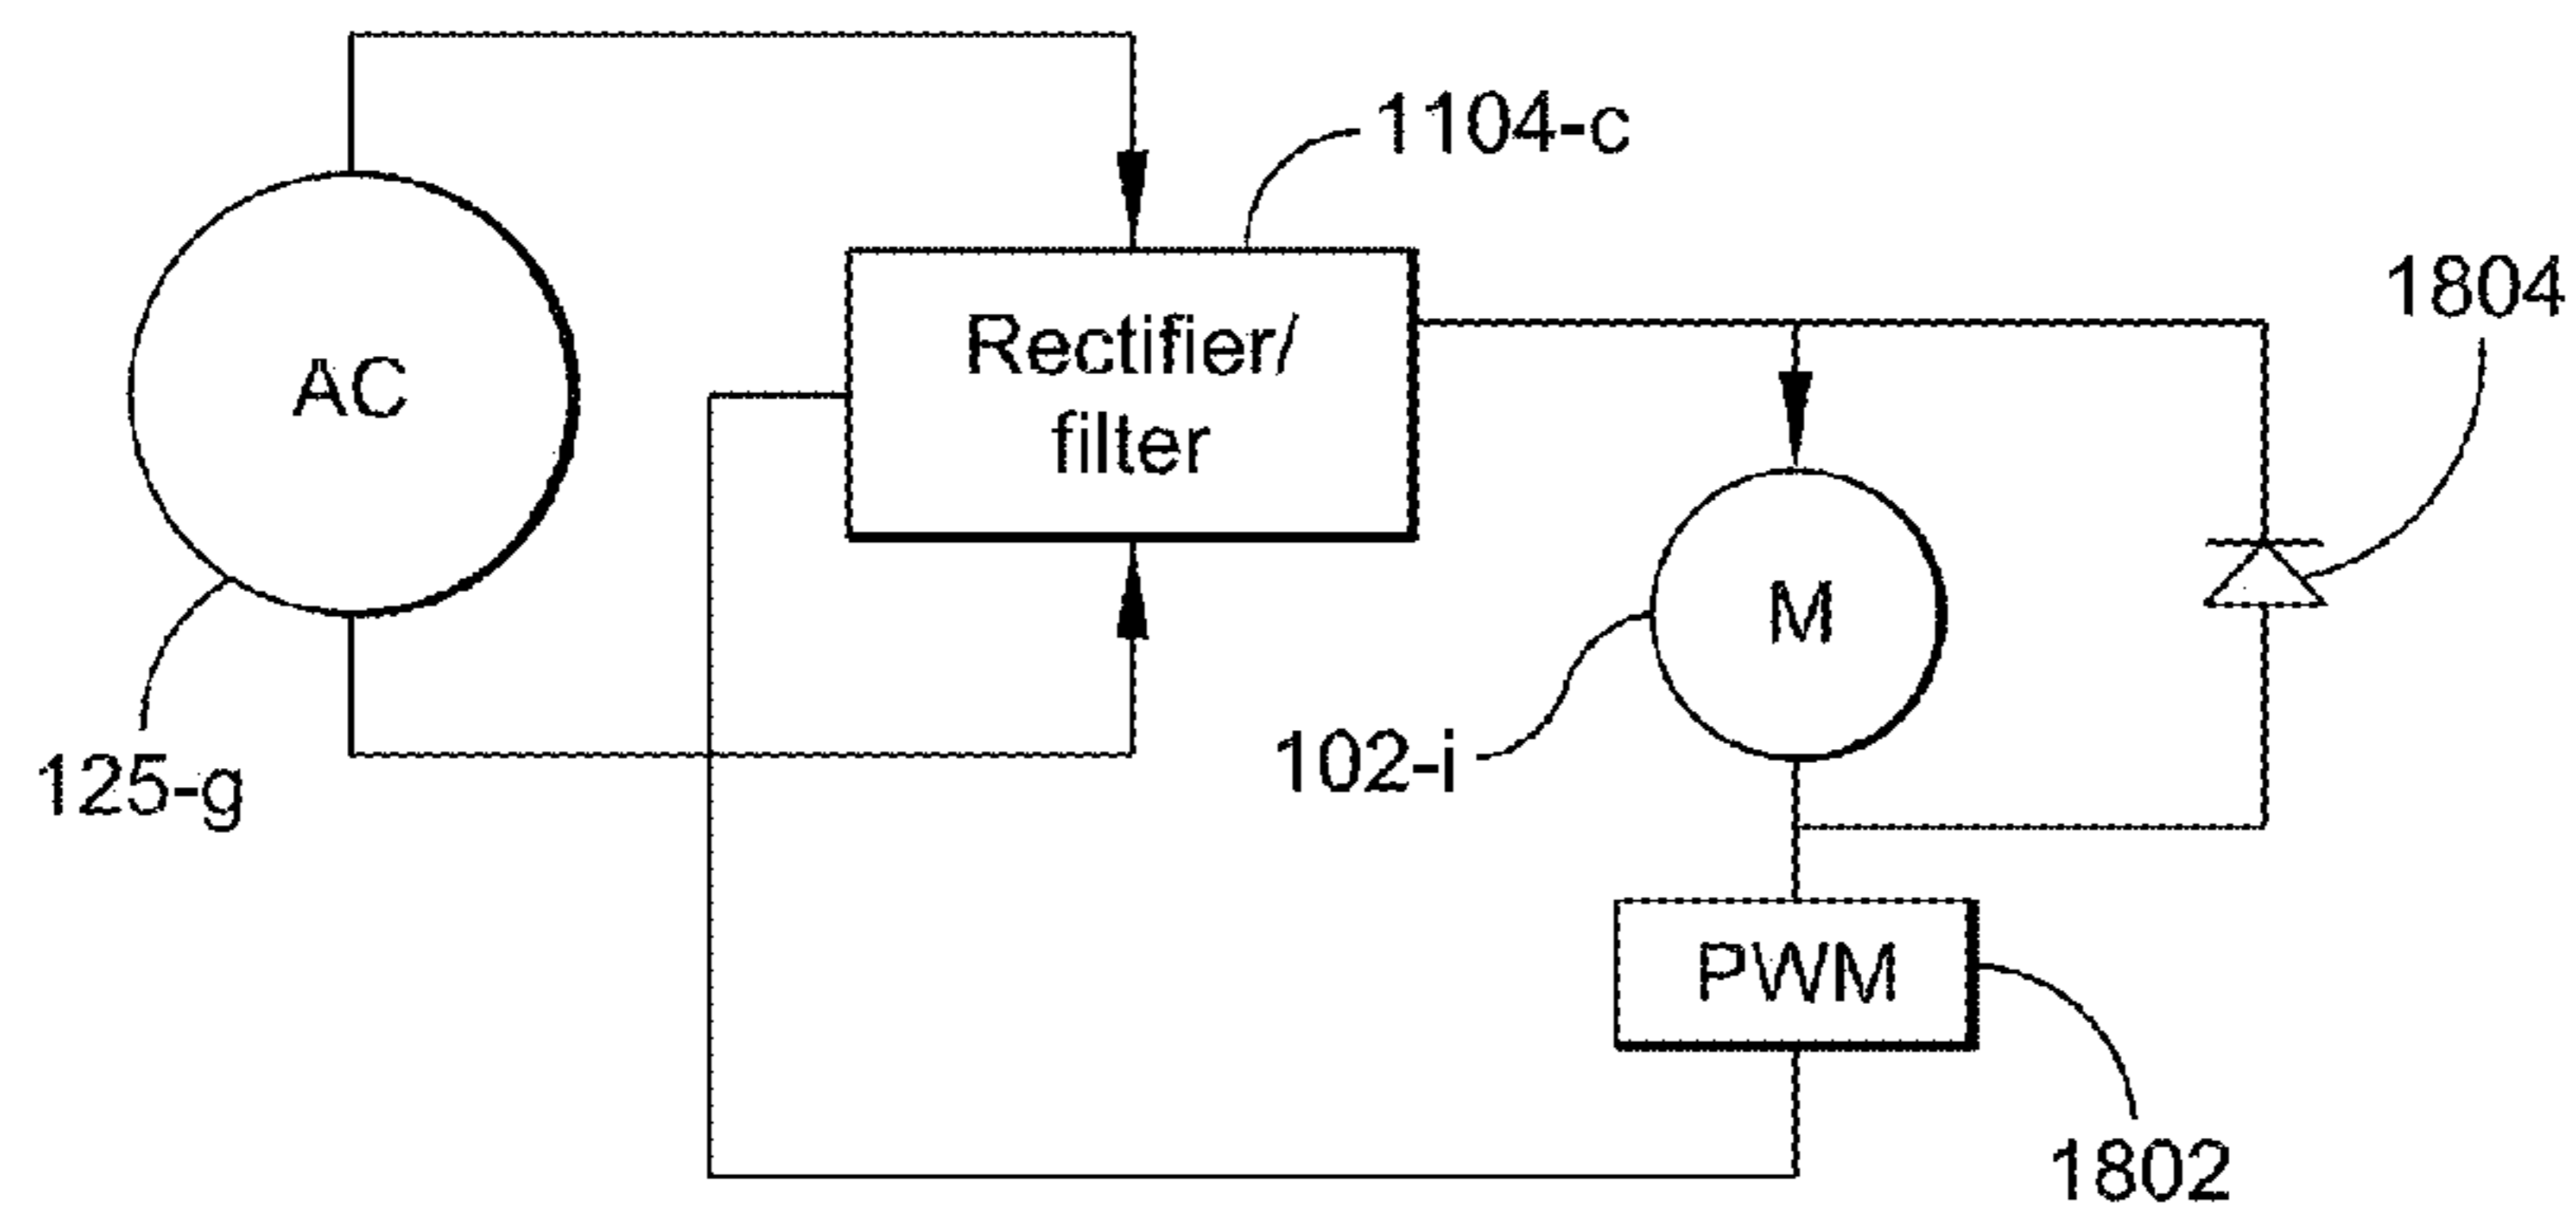 1104-c
1804
Rectifier/
filter
AC
M
102-i
125-g
PWM
1802